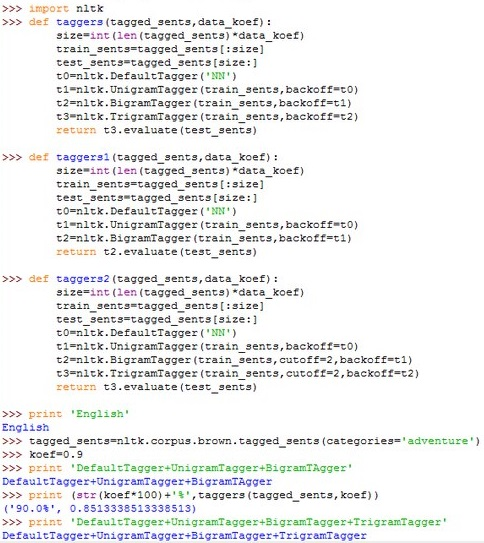 >>> import nltk
>>> def taggers(tagged_sents,data_koef):
        size=int(len(tagged_sents)*data_koef)
        train_sents=tagged_sents[:size]
        test_sents=tagged_sents[size:]
        t0=nltk.DefaultTagger('NN')
        t1=nltk.UnigramTagger(train_sents,backoff=t0)
        t2=nltk.BigramTagger(train_sents,backoff=t1)
        t3=nltk.TrigramTagger(train_sents,backoff=t2)
        return t3.evaluate(test_sents)
>>> def taggers1(tagged_sents,data_koef):
        size=int(len(tagged_sents)*data_koef)
        train_sents=tagged_sents[:size]
        test_sents=tagged_sents[size:]
        t0=nltk.DefaultTagger('NN')
        t1=nltk.UnigramTagger(train_sents,backoff=t0)
        t2=nltk.BigramTagger(train_sents,backoff=t1)
        return t2.evaluate(test_sents)
>>> def taggers2(tagged_sents,data_koef):
        size=int(len(tagged_sents)*data_koef)
        train_sents=tagged_sents[:size]
        test_sents=tagged_sents[size:]
        t0=nltk.DefaultTagger('NN')
        t1=nltk.UnigramTagger(train_sents,backoff=t0)
        t2=nltk.BigramTagger(train_sents,cutoff=2,backoff=t1)
        t3=nltk.TrigramTagger(train_sents,cutoff=2,backoff=t2)
        return t3.evaluate(test_sents)
>>> print 'English'
English
>>> tagged_sents=nltk.corpus.brown.tagged_sents(categories='adventure')
>>> koef=0.9
>>> print 'DefaultTagger+UnigramTagger+BigramTAgger'
DefaultTagger+UnigramTagger+BigramTAgger
>>> print (str(koef*100)+'%',taggers(tagged_sents,koef))
('90.0%', 0.8513338513338513)
>>> print 'DefaultTagger+UnigramTagger+BigramTagger+TrigramTagger'
DefaultTagger+UnigramTagger+BigramTagger+TrigramTagger